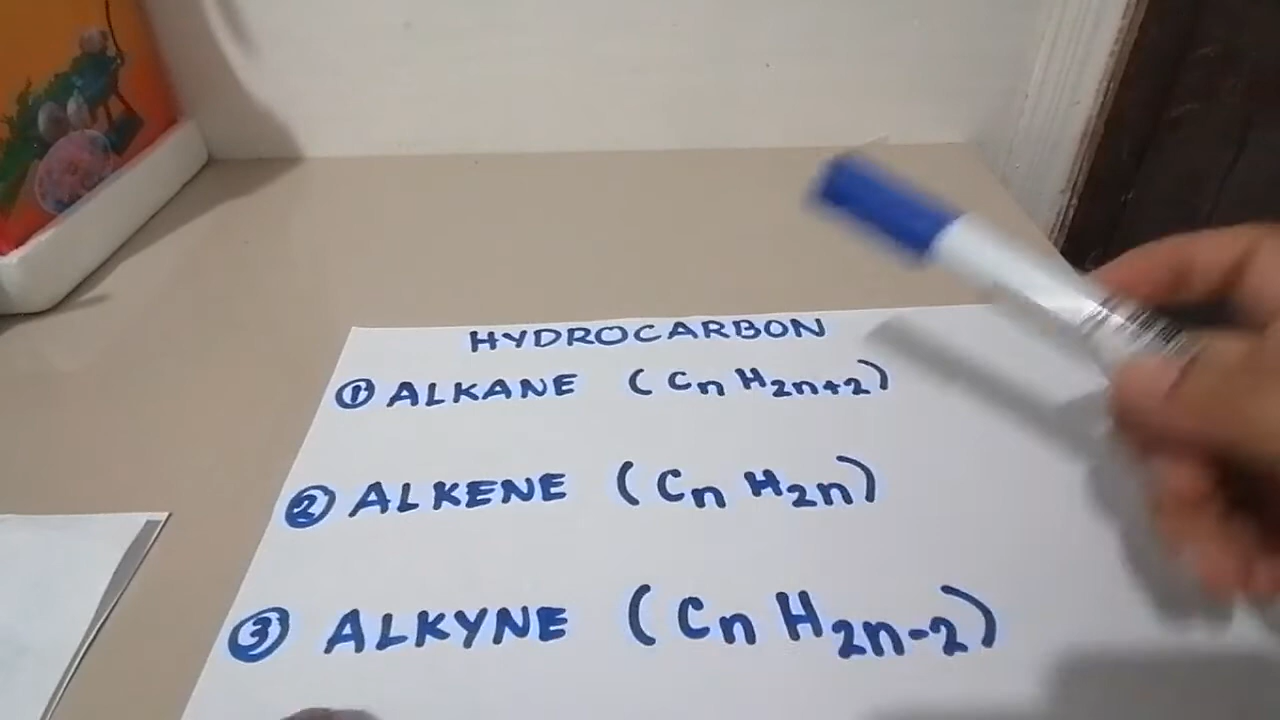 HYDROCARBON
① ALKANE (CnH2n+2)
② ALKENE (CnH2n)
③ ALKYNE (CnH2n-2)